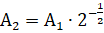 A₂ = A₁ · 2^(-1/2)